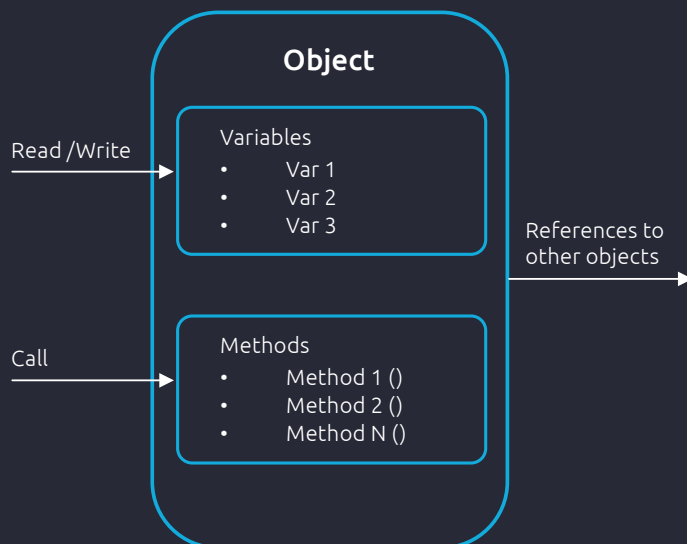 Object
Read /Write
Variables
• Var 1
• Var 2
• Var 3
References to
other objects
Call
Methods
• Method 1 ()
• Method 2 ()
• Method N ()